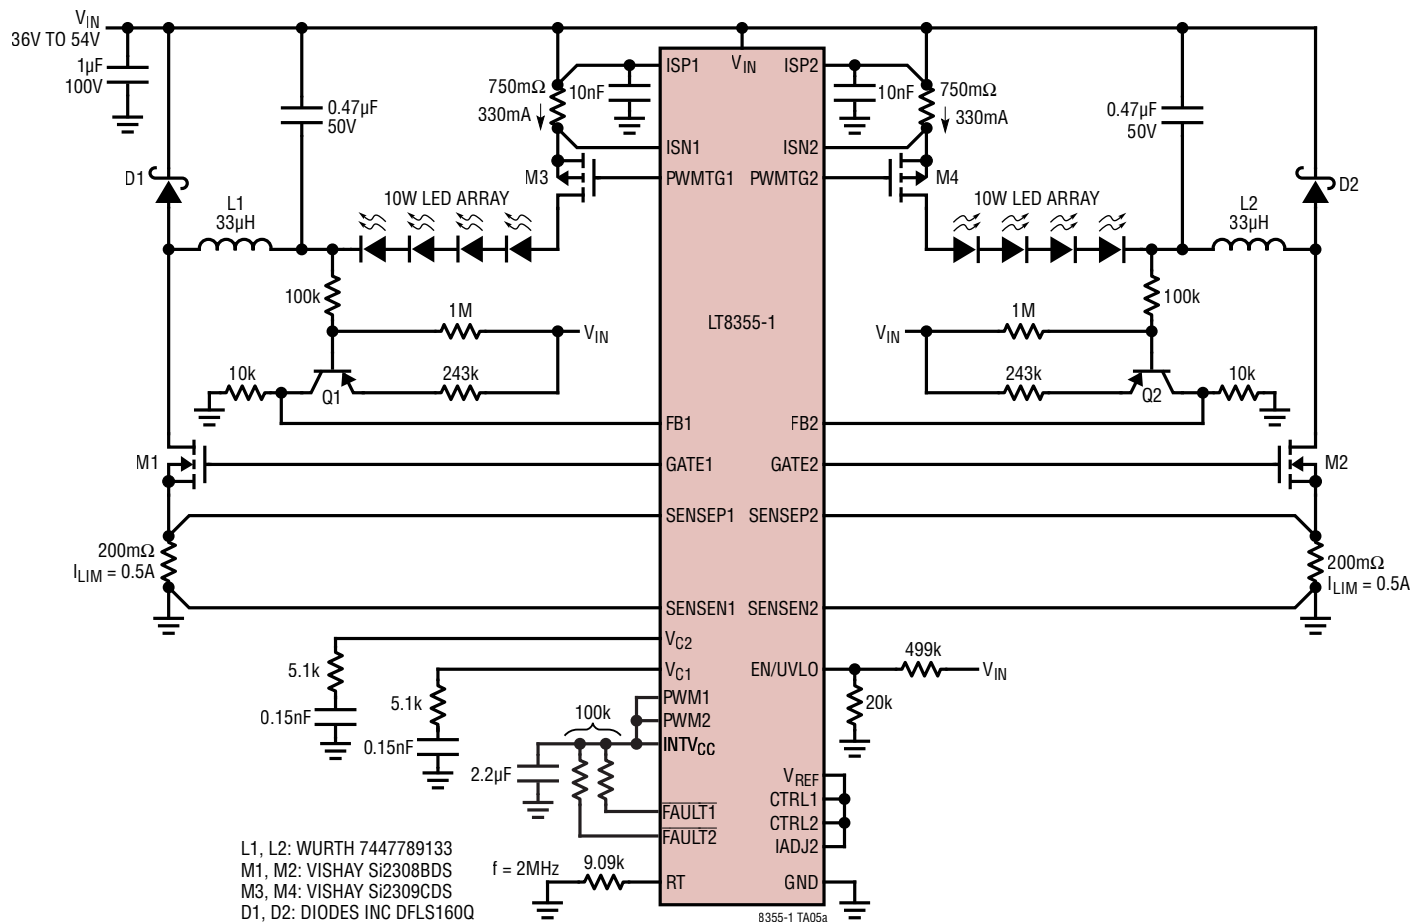 VIN
36V TO 54V
1µF
100V
0.47µF
50V
750mΩ
330mA
10nF
ISP1
VIN
ISP2
10nF
750mΩ
330mA
0.47µF
50V
ISN1
ISN2
D1
M3
PWMTG1
PWMTG2
M4
D2
L1
33µH
10W LED ARRAY
10W LED ARRAY
L2
33µH
100k
1M
VIN
LT8355-1
VIN
1M
100k
10k
Q1
243k
243k
Q2
10k
FB1
FB2
M1
GATE1
GATE2
M2
SENSEP1
SENSEP2
200mΩ
ILIM = 0.5A
200mΩ
ILIM = 0.5A
SENSEN1
SENSEN2
VC2
5.1k
0.15nF
VC1
5.1k
0.15nF
EN/UVLO
499k
VIN
20k
PWM1
PWM2
100k
INTVCC
2.2µF
VREF
CTRL1
CTRL2
IADJ2
FAULT1
FAULT2
f = 2MHz
9.09k
RT
GND
L1, L2: WURTH 7447789133
M1, M2: VISHAY Si2308BDS
M3, M4: VISHAY Si2309CDS
D1, D2: DIODES INC DFLS160Q
8355-1 TA05a